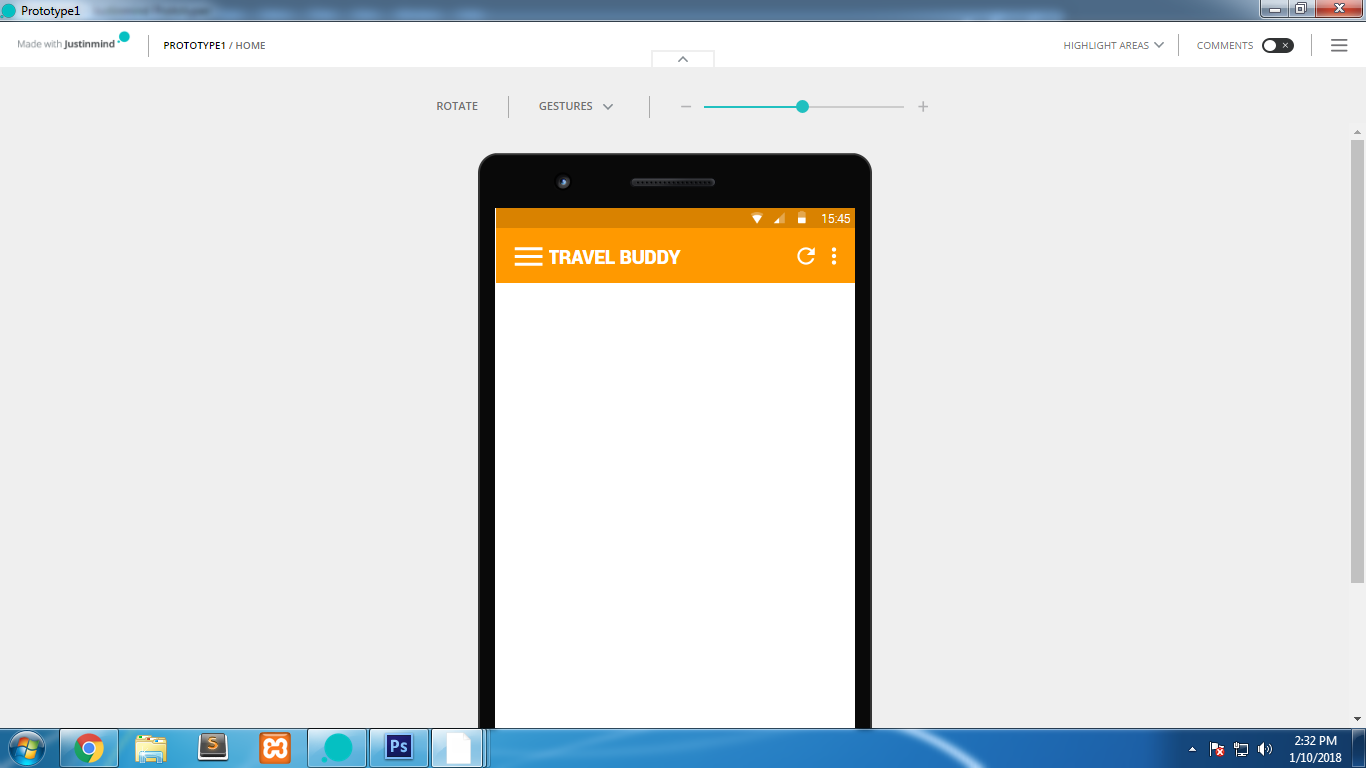 Prototype1
Made with Justinmind
PROTOTYPE1 / HOME
HIGHLIGHT AREAS
COMMENTS
ROTATE
GESTURES
15:45
TRAVEL BUDDY
S
Ps
2:32 PM
1/10/2018